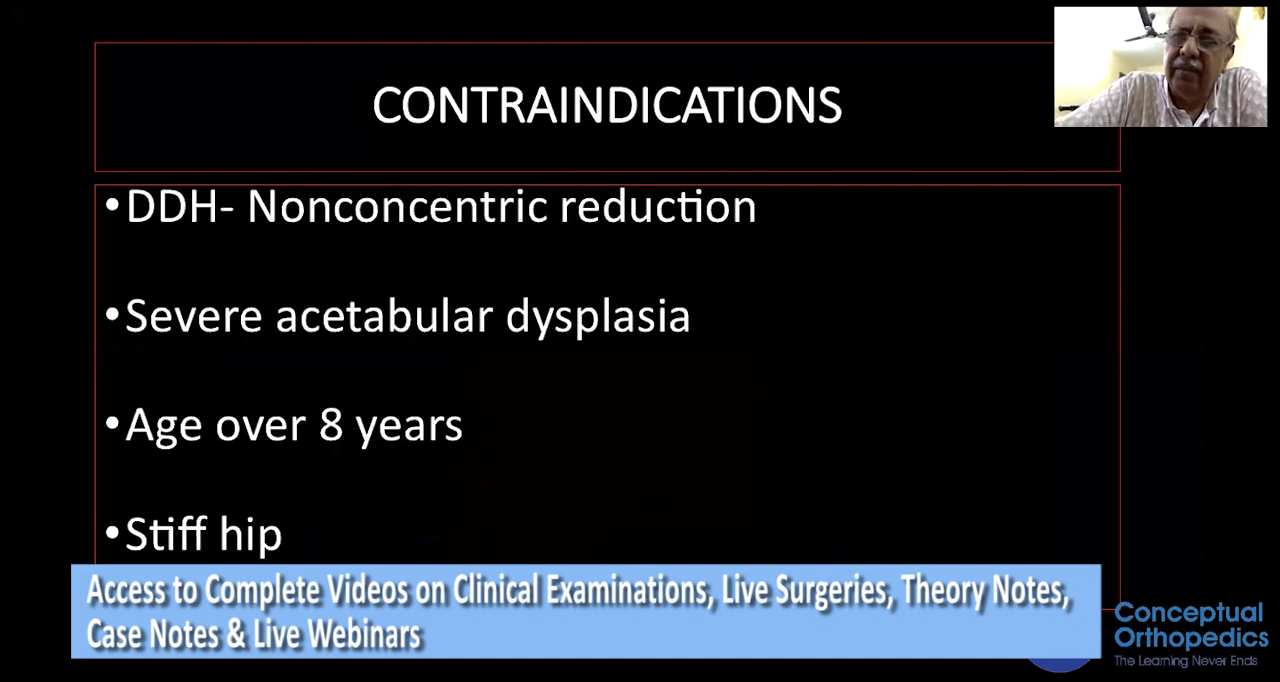 CONTRAINDICATIONS
•DDH- Nonconcentric reduction
•Severe acetabular dysplasia
•Age over 8 years
•Stiff hip
Access to Complete Videos on Clinical Examinations, Live Surgeries, Theory Notes,
Case Notes & Live Webinars
Conceptual
Orthopedics
The Learning Never Ends